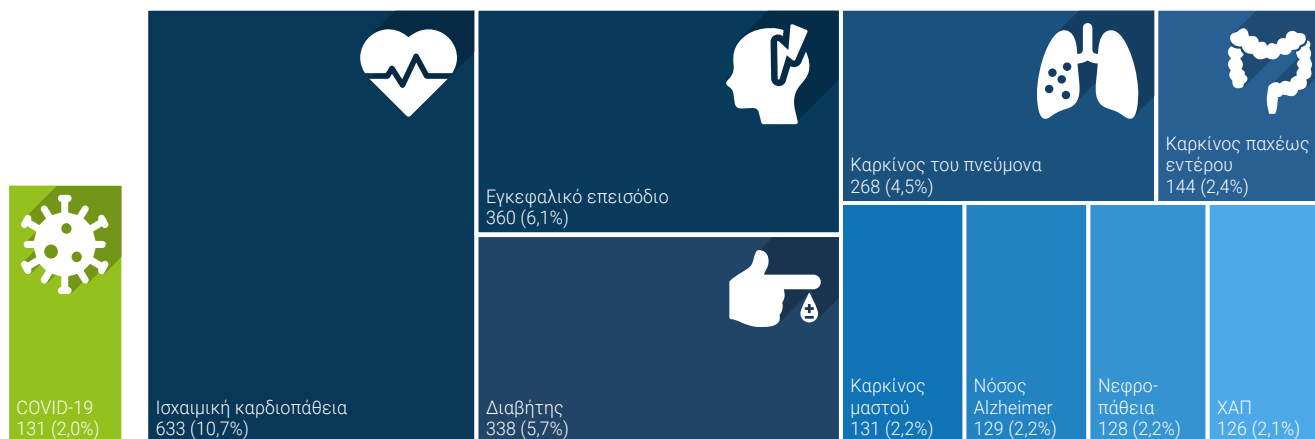 COVID-19
131 (2,0%)
Ισχαιμική καρδιοπάθεια
633 (10,7%)
Εγκεφαλικό επεισόδιο
360 (6,1%)
Διαβήτης
338 (5,7%)
Καρκίνος του πνεύμονα
268 (4,5%)
Καρκίνος παχέως
εντέρου
144 (2,4%)
Καρκίνος
μαστού
131 (2,2%)
Νόσος
Alzheimer
129 (2,2%)
Νεφρο-
πάθεια
128 (2,2%)
ΧΑΠ
126 (2,1%)